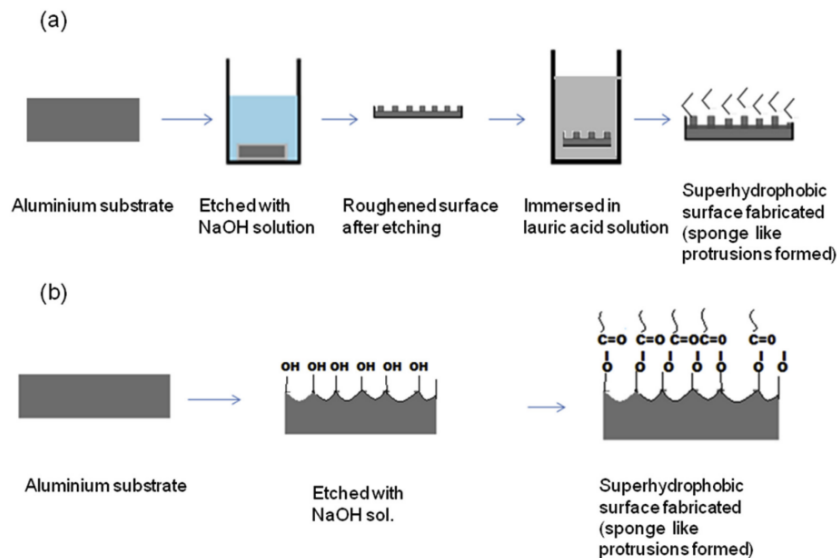 (a)
Aluminium substrate
Etched with
NaOH solution
Roughened surface
after etching
Immersed in
lauric acid solution
Superhydrophobic
surface fabricated
(sponge like
protrusions formed)
(b)
OH OH OH OH OH OH
C=O C=O C=OC=O C=O
O O O O O O O
Aluminium substrate
Etched with
NaOH sol.
Superhydrophobic
surface fabricated
(sponge like
protrusions formed)